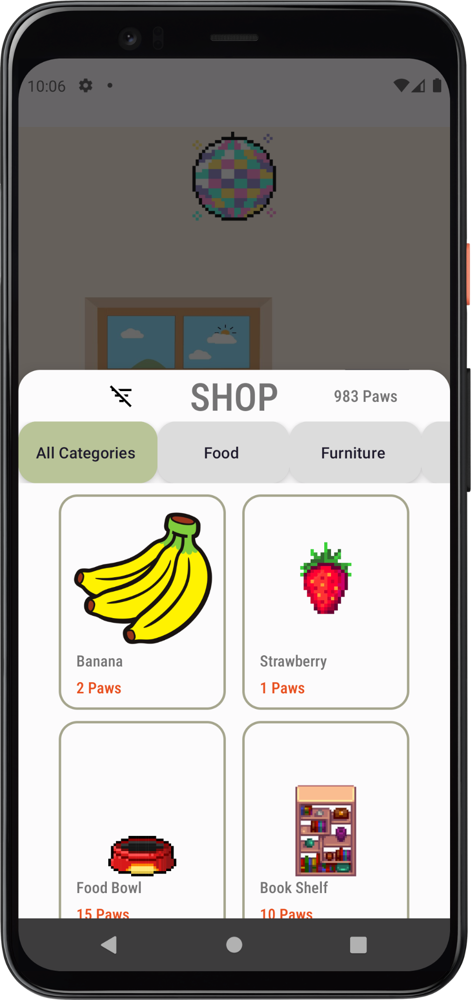 10:06
SHOP
983 Paws
All Categories
Food
Furniture
Banana
Strawberry
2 Paws
1 Paws
Food Bowl
Book Shelf
15 Paws
10 Paws